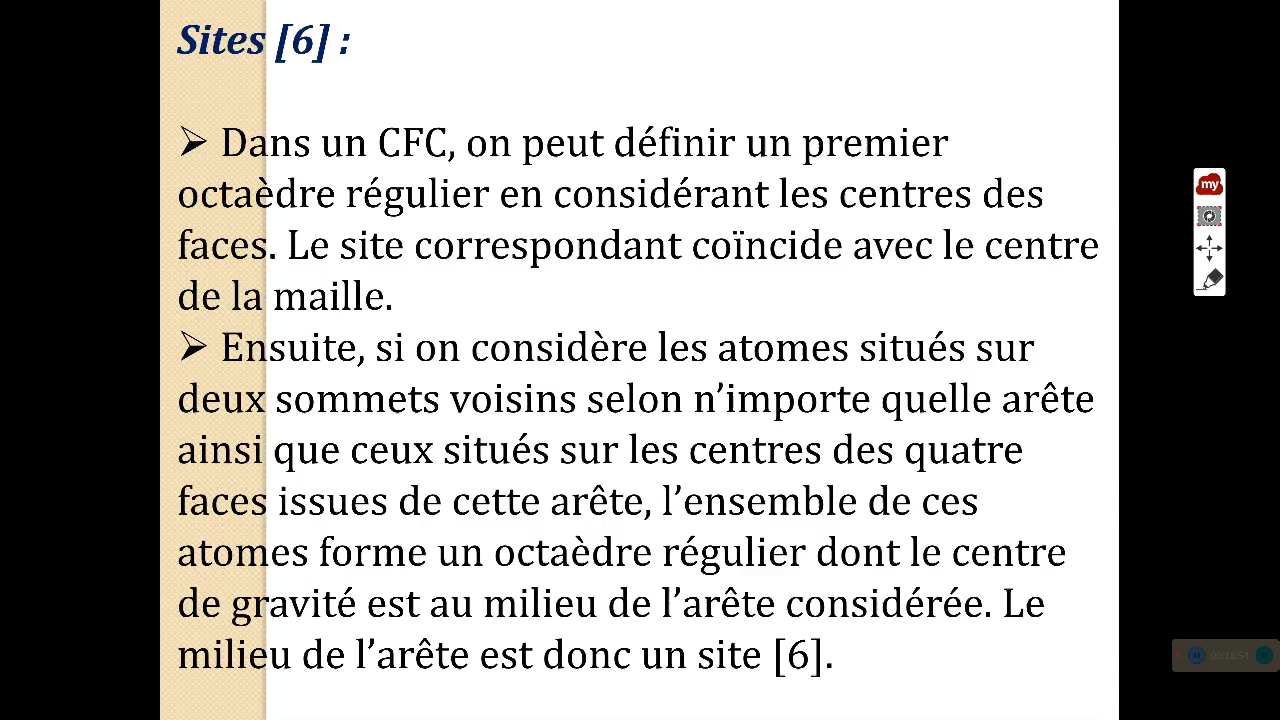 Sites [6] :
➢ Dans un CFC, on peut définir un premier
octaèdre régulier en considérant les centres des
faces. Le site correspondant coïncide avec le centre
de la maille.
➢ Ensuite, si on considère les atomes situés sur
deux sommets voisins selon n’importe quelle arête
ainsi que ceux situés sur les centres des quatre
faces issues de cette arête, l’ensemble de ces
atomes forme un octaèdre régulier dont le centre
de gravité est au milieu de l’arête considérée. Le
milieu de l’arête est donc un site [6].
my
00:18:54